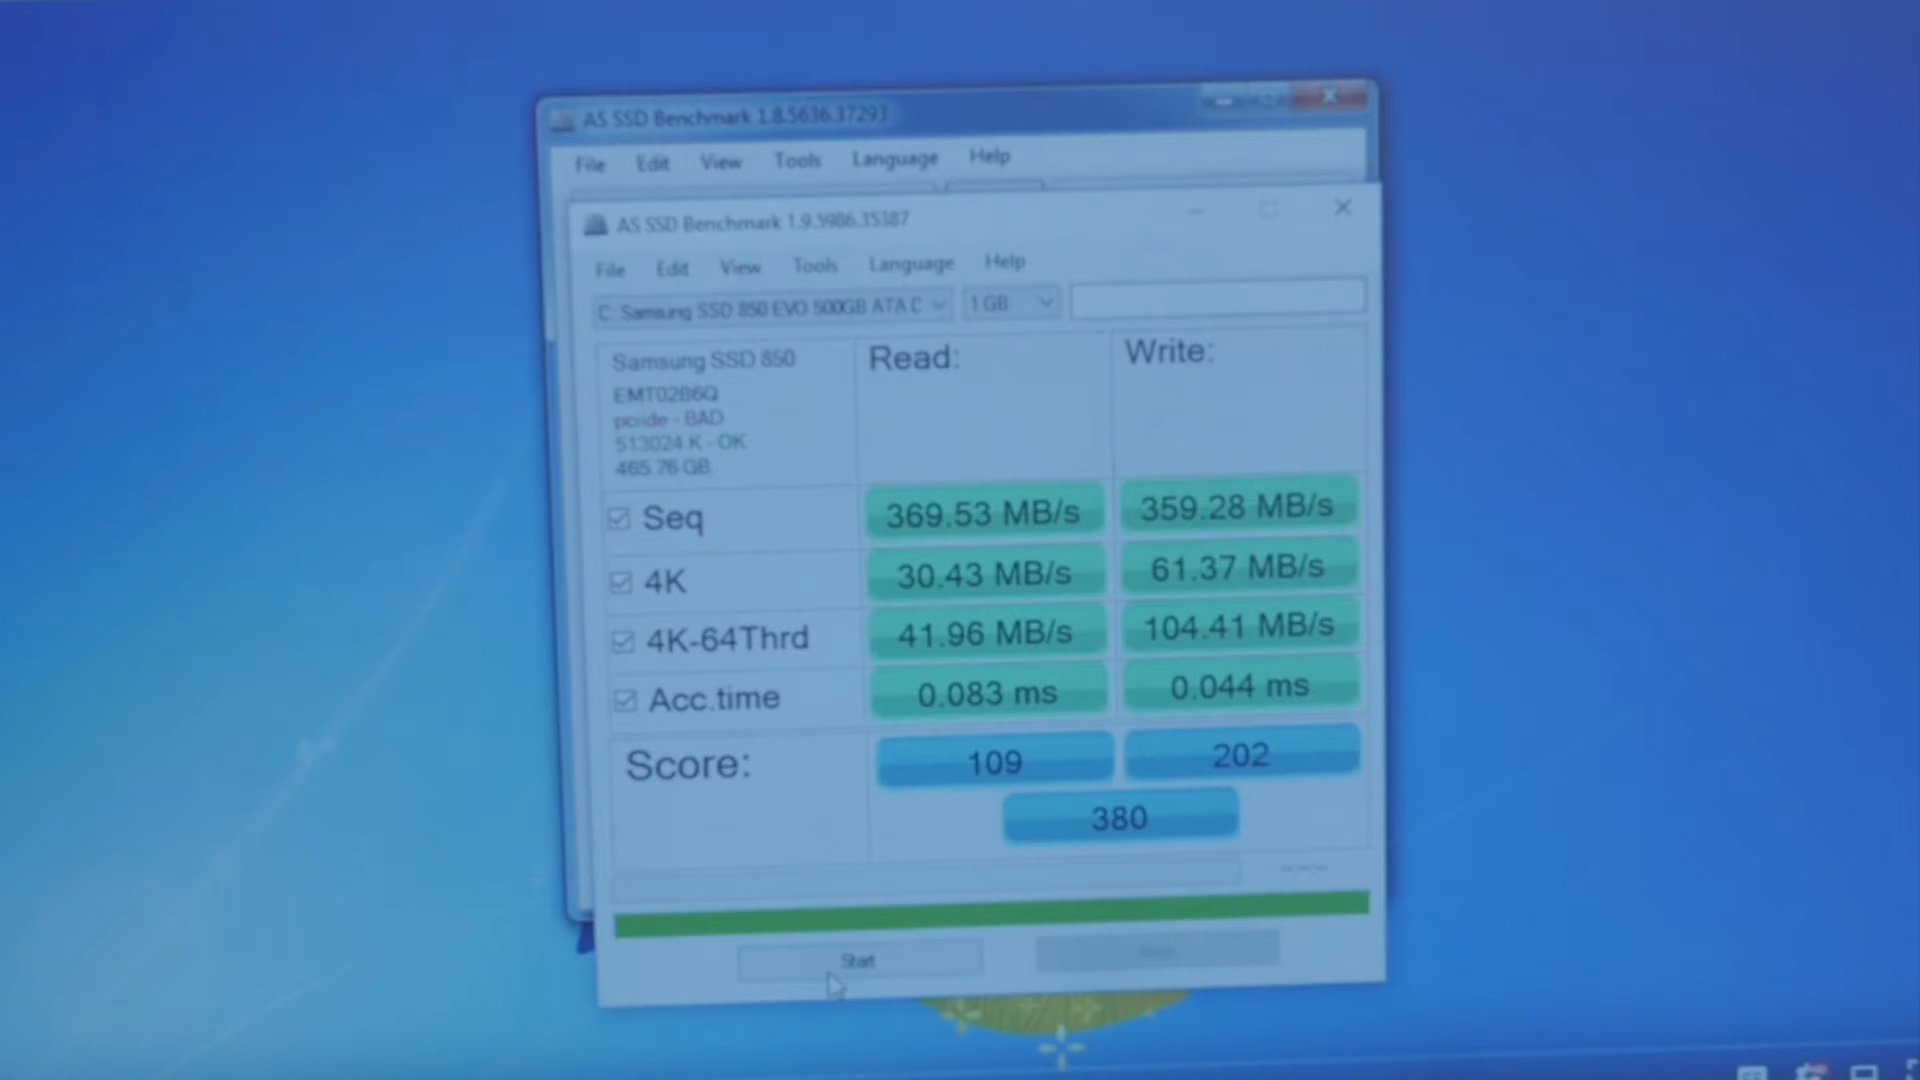 AS SSD Benchmark 1.8.5636.37293
File Edit View Tools Language Help
AS SSD Benchmark 1.9.5986.35387
File Edit View Tools Language Help
C: Samsung SSD 850 EVO 500GB ATA D 1 GB
Samsung SSD 850 Read: Write:
EMT02B6Q
pciide - BAD
513024 K - OK
465.76 GB
Seq 369.53 MB/s 359.28 MB/s
4K 30.43 MB/s 61.37 MB/s
4K-64Thrd 41.96 MB/s 104.41 MB/s
Acc.time 0.083 ms 0.044 ms
Score: 109 202
380
Start